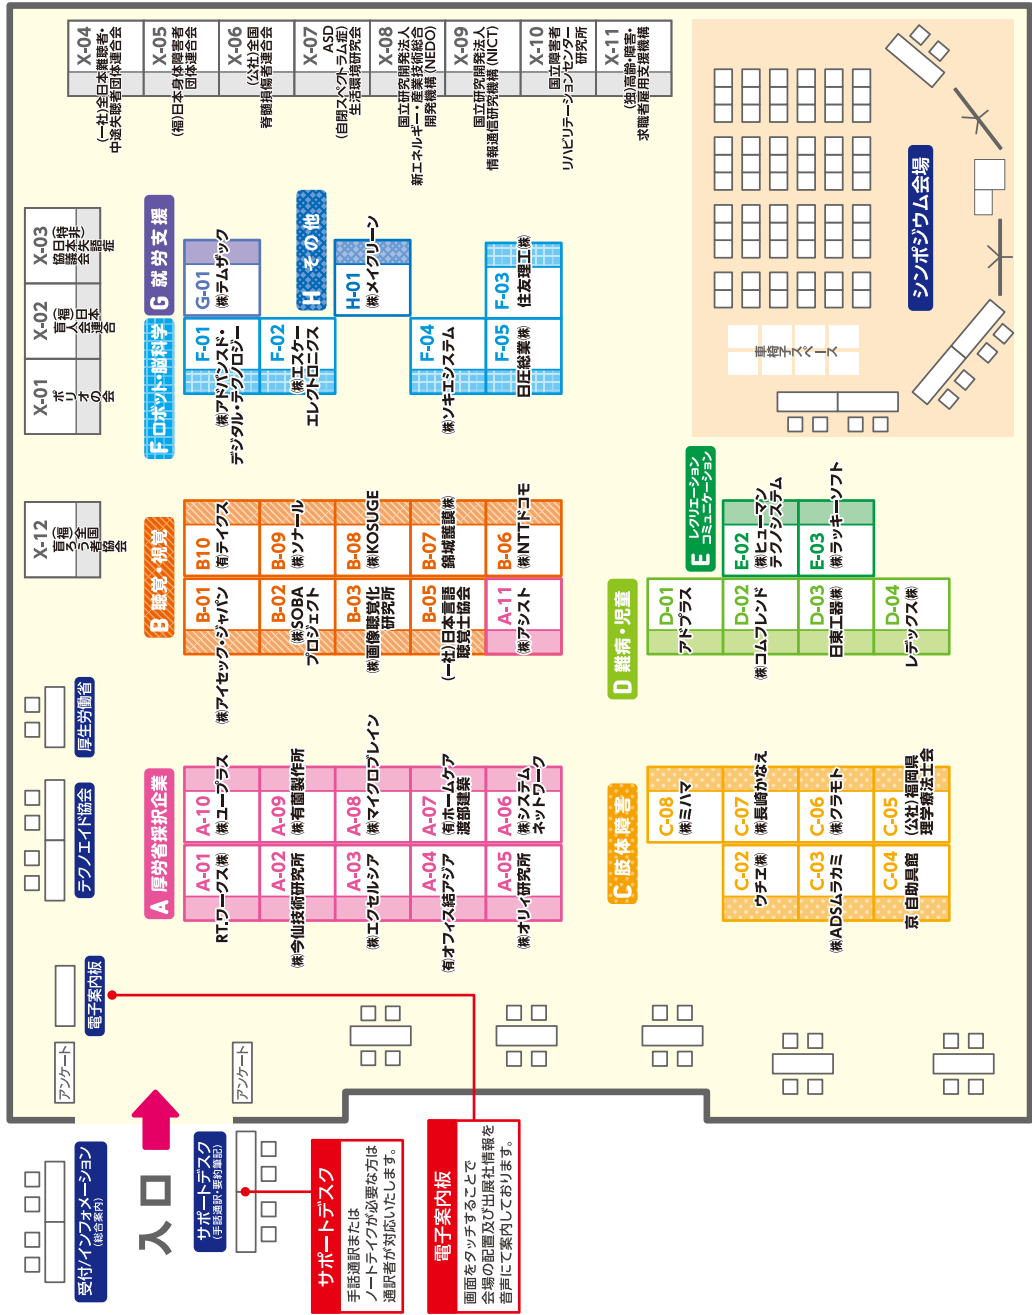 X-04
(一社)全日本難聴者・
中途失聴者団体連合会
X-05
(福)日本身体障害者
団体連合会
X-06
(公社)全国
脊髄損傷者連合会
X-07
ASD
(自閉スペクトラム症)
生活環境研究会
X-08
国立研究開発法人
新エネルギー・産業技術総合
開発機構(NEDO)
X-09
国立研究開発法人
情報通信研究機構(NICT)
X-10
国立障害者
リハビリテーションセンター
研究所
X-11
(独)高齢・障害・
求職者雇用支援機構
X-03
(特非)
日本失語症
協議会
X-02
(福)日本
盲人会連合
X-01
ポリオの会
X-12
(福)全国
盲ろう者協会
G 就労支援
G-01
㈱テムザック
H その他
H-01
㈱メイクリーン
F ロボット・脳科学
F-01
㈱アドバンスド・
デジタル・テクノロジー
F-02
㈱エスケー
エレクトロニクス
F-04
㈱ソキエシステム
F-03
住友理工㈱
F-05
日圧総業㈱
シンポジウム会場
車椅子スペース
B 聴覚・視覚
B10
㈲テイクス
B-09
㈱ソナール
B-08
㈱KOSUGE
B-07
錦城護謨㈱
B-06
㈱NTTドコモ
B-01
㈱アイセック・ジャパン
B-02
㈱SOBA
プロジェクト
B-03
㈱画像聴覚化
研究所
B-05
(一社)日本言語
聴覚士協会
A-11
㈱アシスト
E レクリエーション
コミュニケーション
E-02
㈱ヒューマン
テクノシステム
E-03
㈱ラッキーソフト
D 難病・児童
D-01
アドプラス
D-02
㈱コムフレンド
D-03
日東工器㈱
D-04
レデックス㈱
厚生労働省
テクノエイド協会
A 厚労省採択企業
A-10
㈱ユープラス
A-09
㈱有薗製作所
A-08
㈱マイクロブレイン
A-07
㈲ホームケア
渡部建築
A-06
㈱システム
ネットワーク
A-01
RT.ワークス㈱
A-02
㈱今仙技術研究所
A-03
㈱エクセルシア
A-04
㈲オフィス結アジア
A-05
㈱オリィ研究所
C 肢体障害
C-08
㈱ミハマ
C-07
㈱長崎かなえ
C-06
㈱クラモト
C-05
(公社)福岡県
理学療法士会
C-02
ウチヱ㈱
C-03
㈱ADSムラカミ
C-04
京 自助具館
電子案内板
アンケート
アンケート
入口
受付/インフォメーション
(総合案内)
サポートデスク
(手話通訳・要約筆記)
サポートデスク
手話通訳または
ノートテイクが必要な方は
通訳者が対応いたします。
電子案内板
画面をタッチすることで
会場の配置及び出展社情報を
音声にて案内しております。